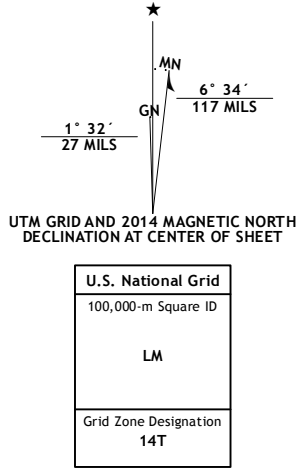 ★
MN
GN
6° 34´
117 MILS
1° 32´
27 MILS
UTM GRID AND 2014 MAGNETIC NORTH
DECLINATION AT CENTER OF SHEET
U.S. National Grid
100,000-m Square ID
LM
Grid Zone Designation
14T